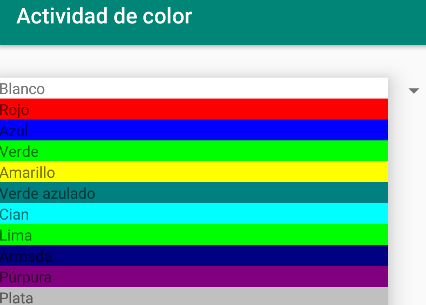 Actividad de color
Blanco
Rojo
Azul
Verde
Amarillo
Verde azulado
Cian
Lima
Armada
Púrpura
Plata